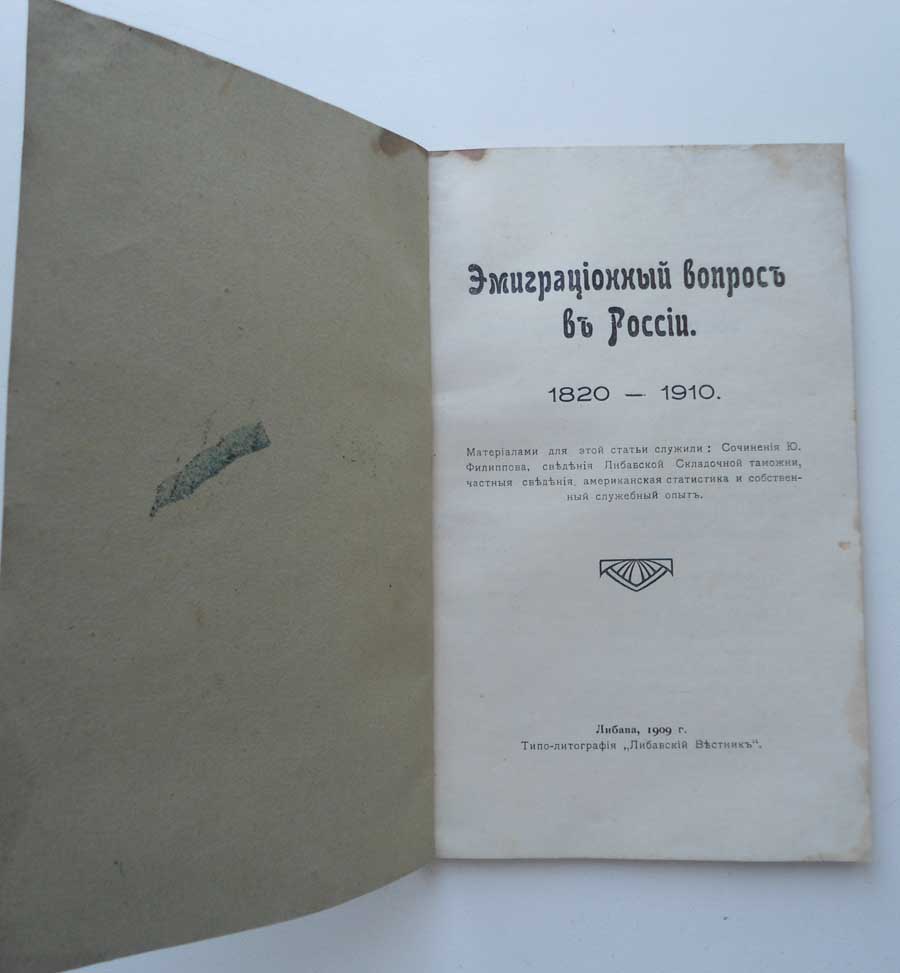 Эмиграціонный вопросъ
въ Россіи.
1820 — 1910.
Матеріалами для этой статьи служили: Сочиненія Ю.
Филиппова, свѣдѣнія Либавской Складочной таможни,
частныя свѣдѣнія, американская статистика и собствен-
ный служебный опытъ.
Либава, 1909 г.
Типо-литографія „Либавскій Вѣстникъ“.